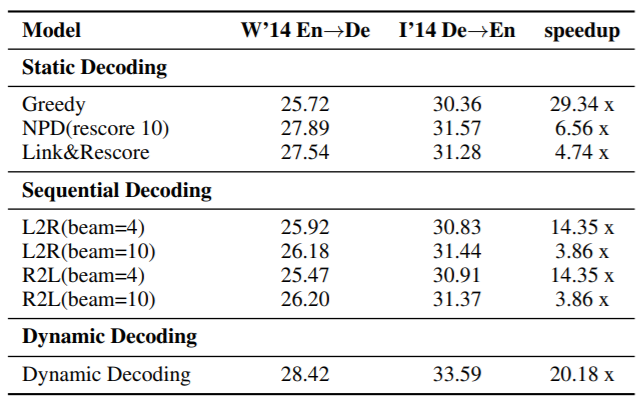 Model W'14 En→De I'14 De→En speedup
Static Decoding
Greedy 25.72 30.36 29.34 x
NPD(rescore 10) 27.89 31.57 6.56 x
Link&Rescore 27.54 31.28 4.74 x
Sequential Decoding
L2R(beam=4) 25.92 30.83 14.35 x
L2R(beam=10) 26.18 31.44 3.86 x
R2L(beam=4) 25.47 30.91 14.35 x
R2L(beam=10) 26.20 31.37 3.86 x
Dynamic Decoding
Dynamic Decoding 28.42 33.59 20.18 x